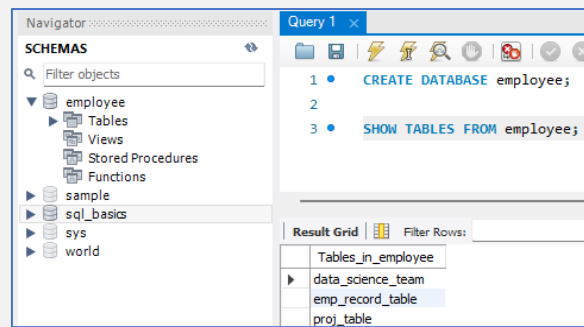 Navigator
SCHEMAS
Filter objects
employee
Tables
Views
Stored Procedures
Functions
sample
sql_basics
sys
world
Query 1
1 CREATE DATABASE employee;
2
3 SHOW TABLES FROM employee;
Result Grid Filter Rows:
Tables_in_employee
data_science_team
emp_record_table
proj_table